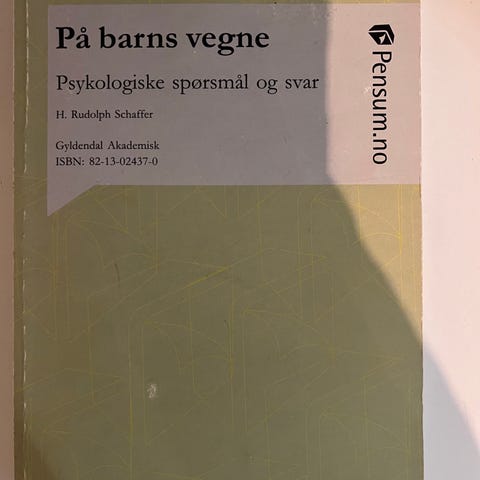 På barns vegne
Psykologiske spørsmål og svar
H. Rudolph Schaffer
Gyldendal Akademisk
ISBN: 82-13-02437-0
Pensum.no